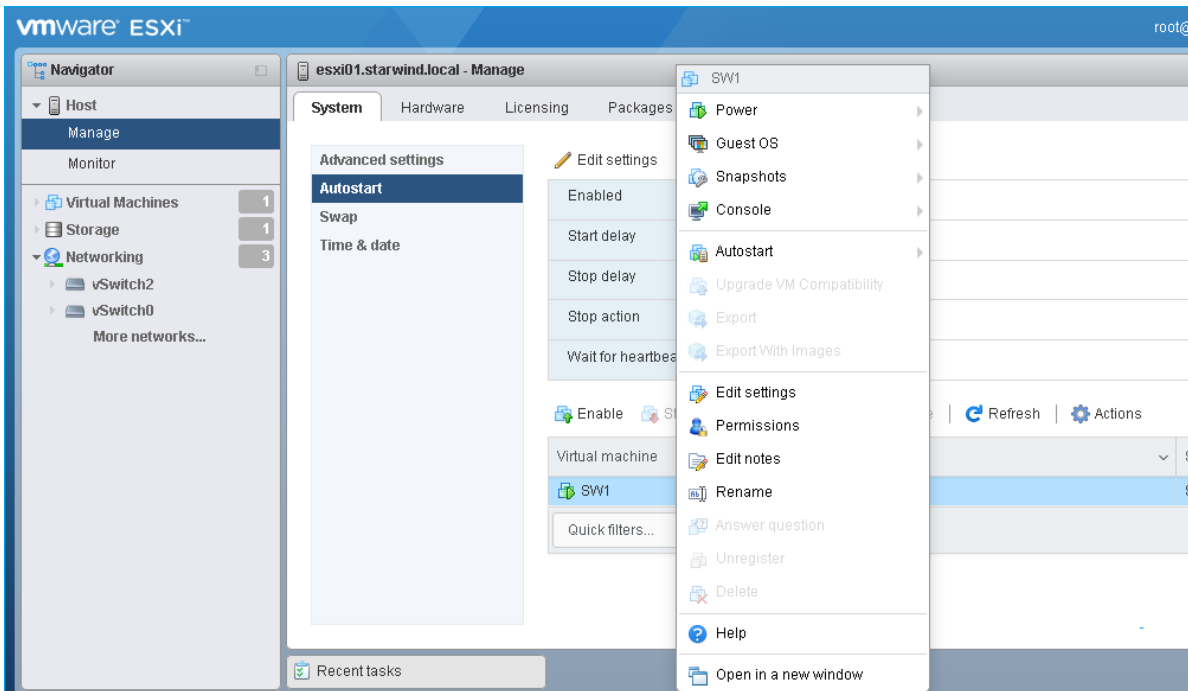 vmware ESXi™
root@
Navigator
Host
Manage
Monitor
Virtual Machines 1
Storage 1
Networking 3
vSwitch2
vSwitch0
More networks...
esxi01.starwind.local - Manage
System Hardware Licensing Packages
Advanced settings
Autostart
Swap
Time & date
Edit settings
Enabled
Start delay
Stop delay
Stop action
Wait for heartbea
Enable St Refresh Actions
Virtual machine
SW1
Quick filters...
SW1
Power
Guest OS
Snapshots
Console
Autostart
Upgrade VM Compatibility
Export
Export With Images
Edit settings
Permissions
Edit notes
Rename
Answer question
Unregister
Delete
Help
Open in a new window
Recent tasks